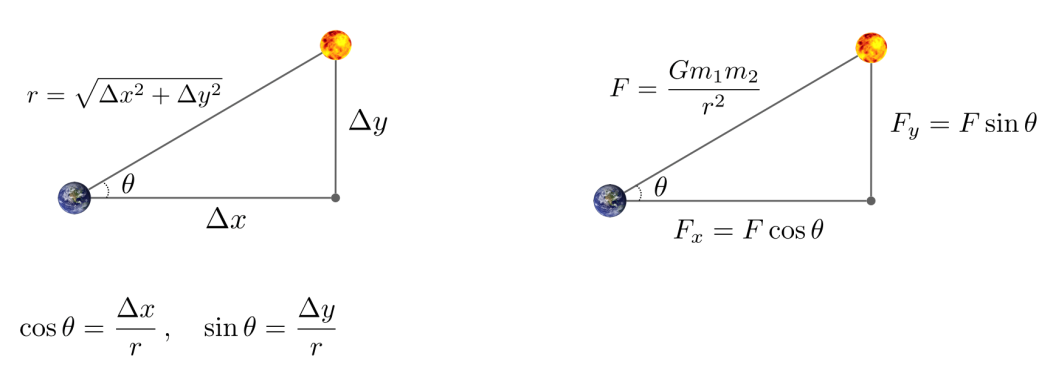 r = √(Δx² + Δy²)
θ
Δy
Δx
cos θ = Δx/r , sin θ = Δy/r
F = Gm₁m₂/r²
θ
F_y = F sin θ
F_x = F cos θ